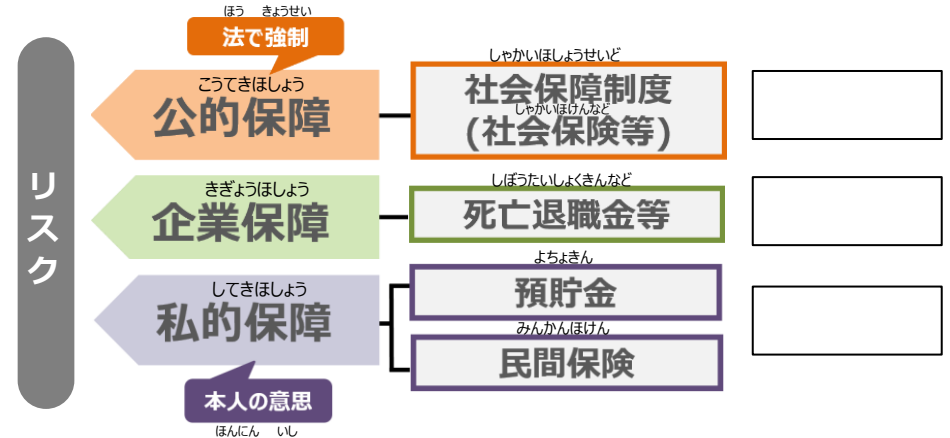 ほう きょうせい
法で強制
リスク
こうてきほしょう
公的保障
しゃかいほしょうせいど
社会保障制度
しゃかいほけんなど
(社会保険等)
きぎょうほしょう
企業保障
しぼうたいしょくきんなど
死亡退職金等
してきほしょう
私的保障
よちょきん
預貯金
みんかんほけん
民間保険
本人の意思
ほんにん いし